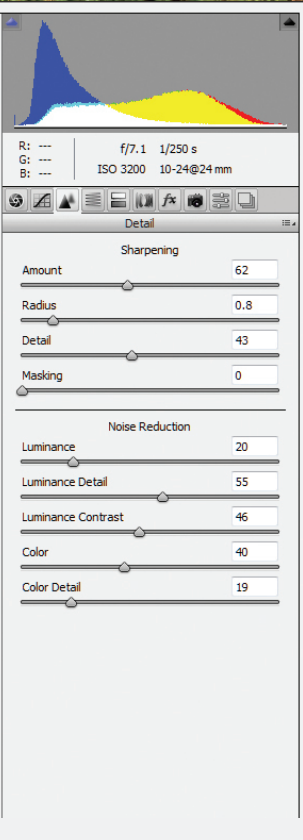 R: --- f/7.1 1/250 s
G: ---
B: --- ISO 3200 10-24@24 mm
fx
Detail
Sharpening
Amount 62
Radius 0.8
Detail 43
Masking 0
Noise Reduction
Luminance 20
Luminance Detail 55
Luminance Contrast 46
Color 40
Color Detail 19